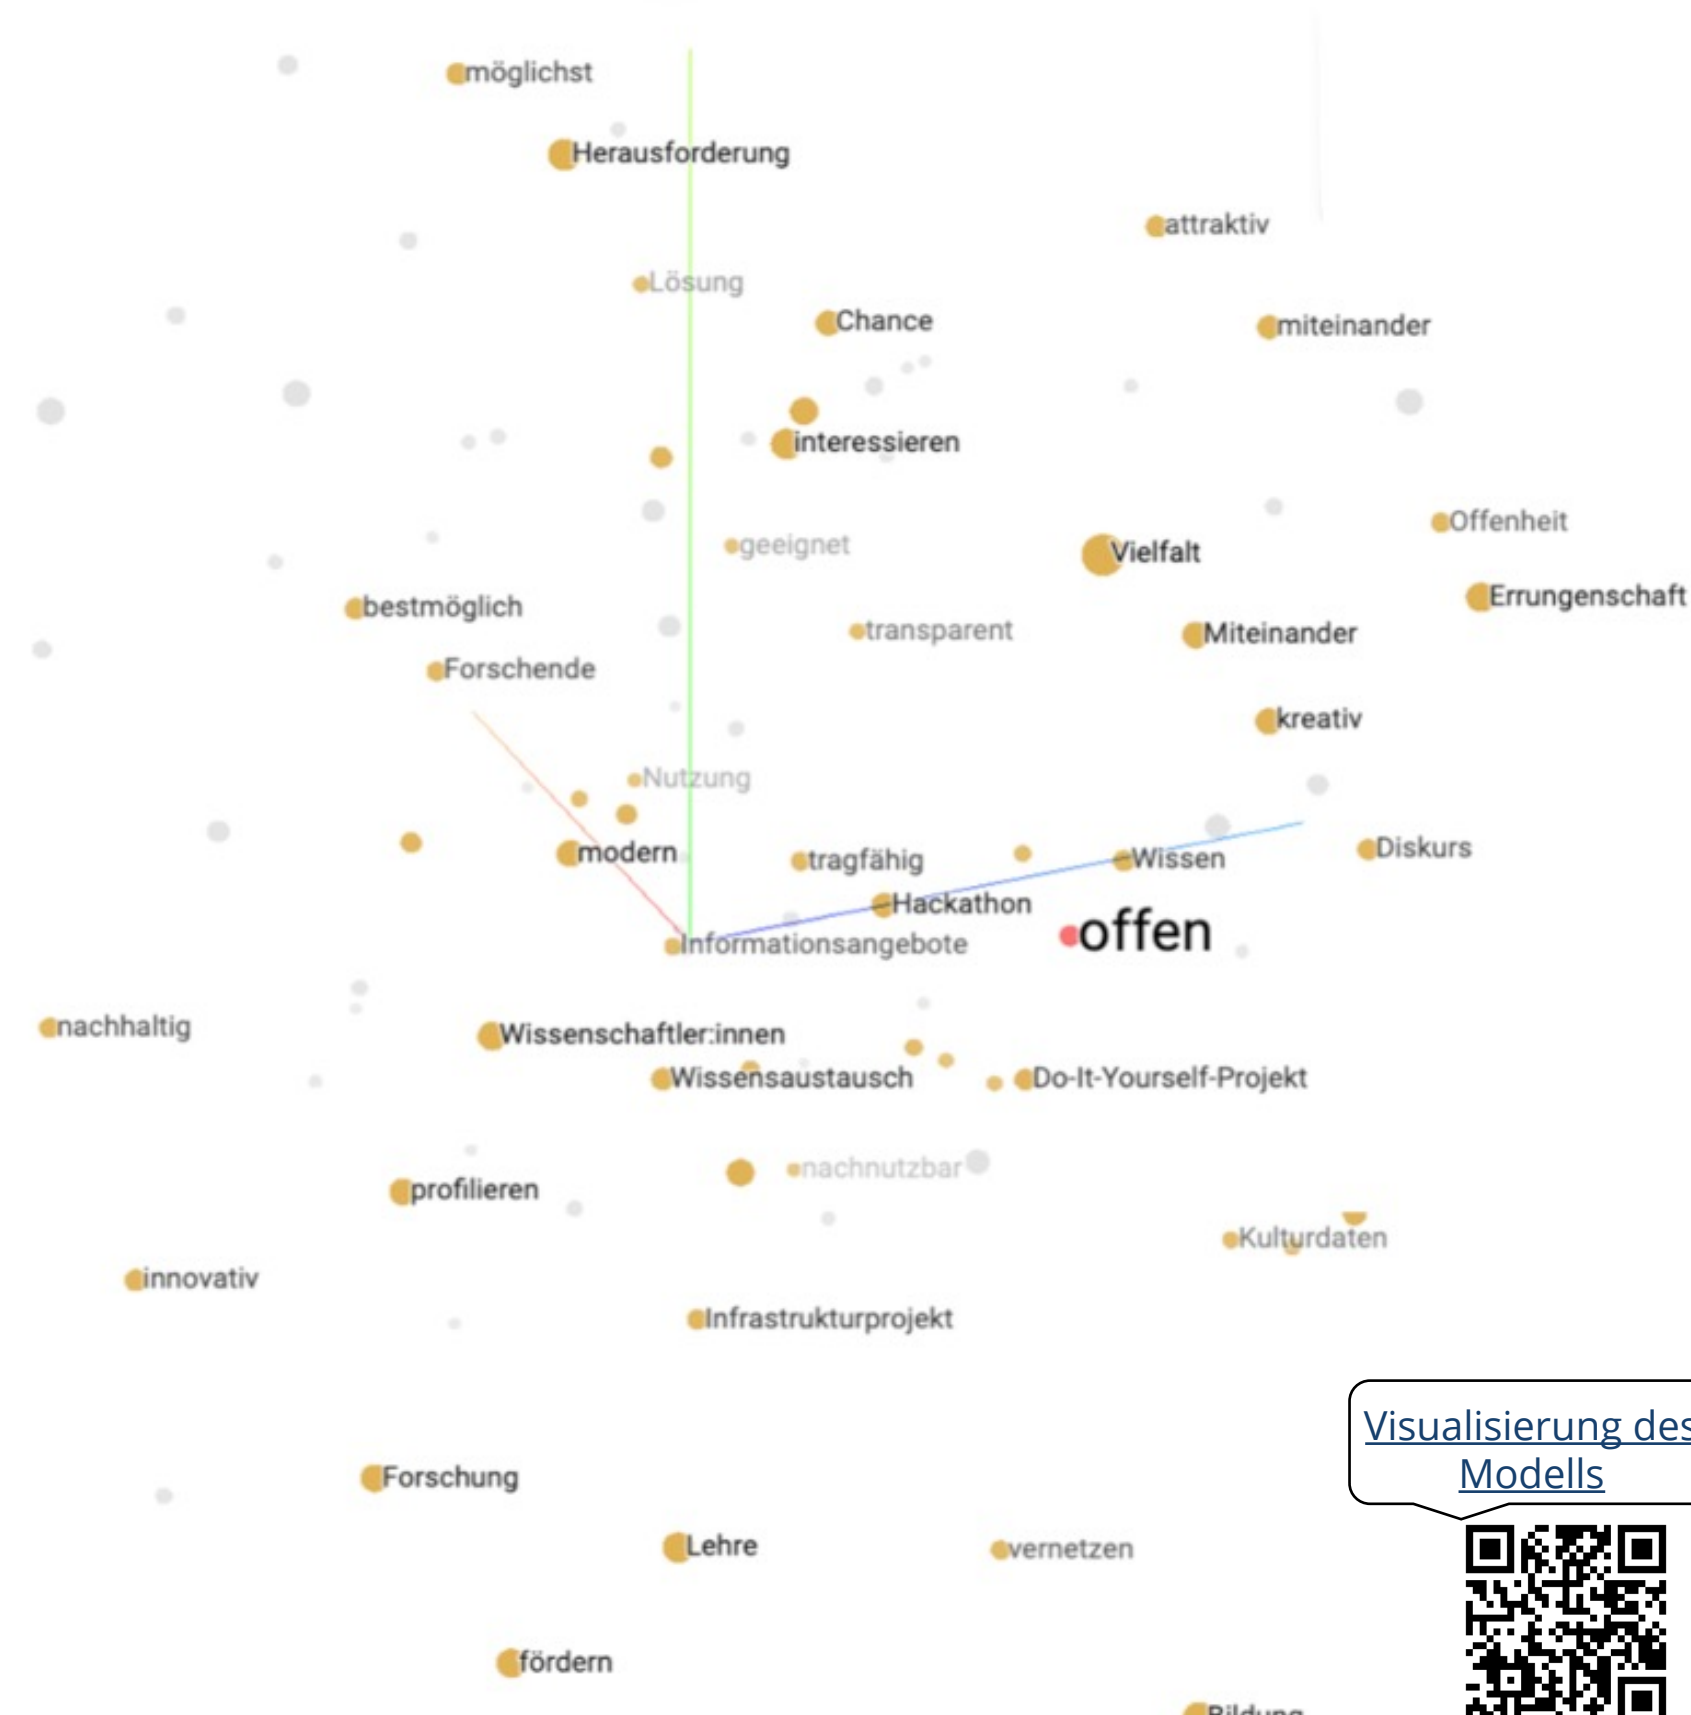 möglichst
Herausforderung
attraktiv
Lösung
Chance
miteinander
interessieren
Offenheit
geeignet
Vielfalt
Errungenschaft
bestmöglich
transparent
Miteinander
Forschende
kreativ
Nutzung
modern
tragfähig
Wissen
Diskurs
Hackathon
offen
Informationsangebote
nachhaltig
Wissenschaftler:innen
Wissensaustausch
Do-It-Yourself-Projekt
nachnutzbar
profilieren
Kulturdaten
innovativ
Infrastrukturprojekt
Visualisierung des
Modells
Forschung
Lehre
vernetzen
fördern
Bildung